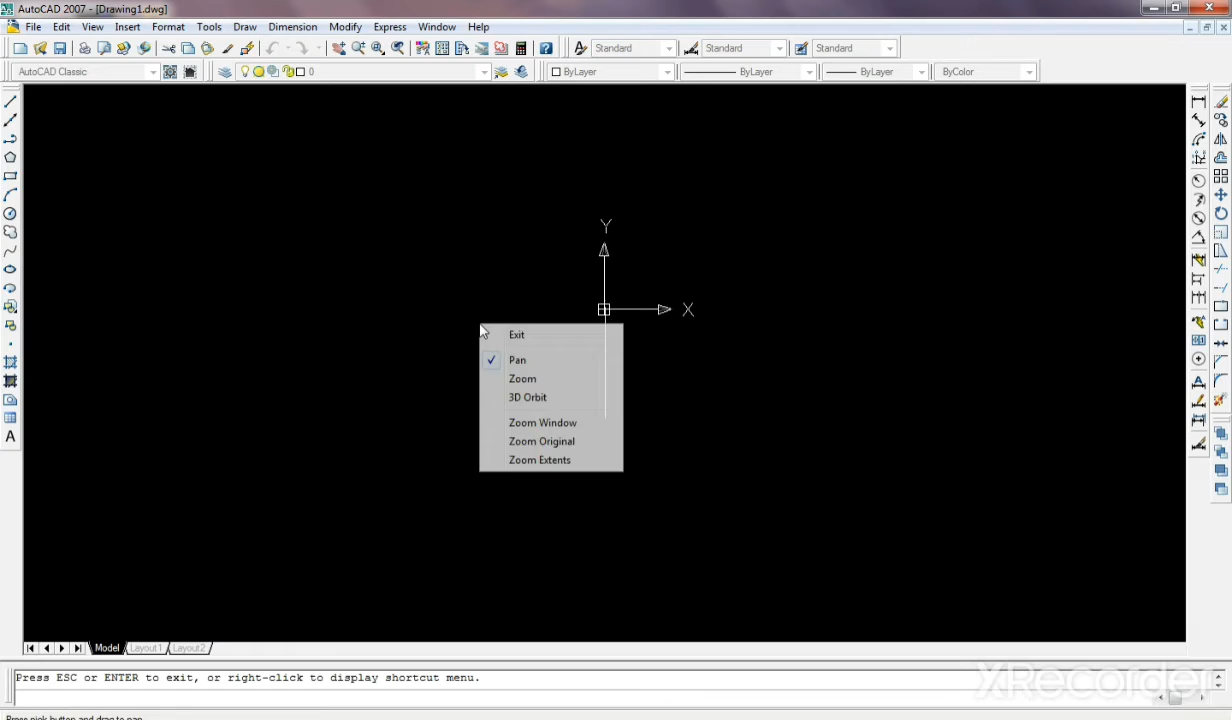 AutoCAD 2007 - [Drawing1.dwg]
File Edit View Insert Format Tools Draw Dimension Modify Express Window Help
Standard Standard Standard
AutoCAD Classic 0 ByLayer ByLayer ByLayer ByColor
Y
X
Exit
Pan
Zoom
3D Orbit
Zoom Window
Zoom Original
Zoom Extents
A
Model Layout1 Layout2
Press ESC or ENTER to exit, or right-click to display shortcut menu.
XRecorder
Press pick button and drag to pan